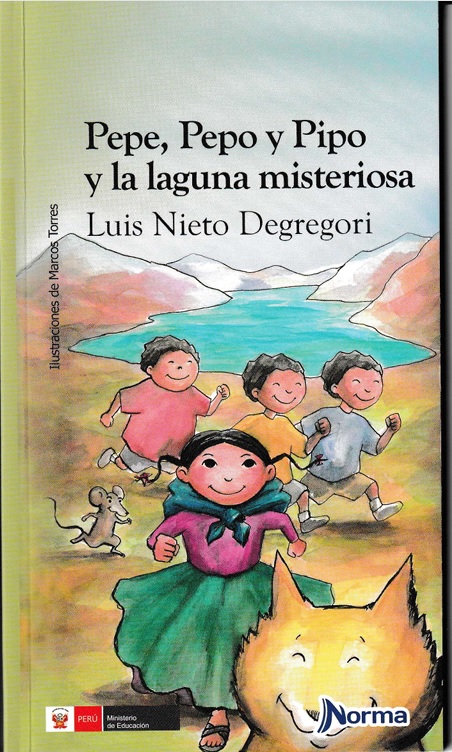 Pepe, Pepo y Pipo
y la laguna misteriosa
Luis Nieto Degregori
Ilustraciones de Marcos Torres
PERÚ
Ministerio
de Educación
Norma